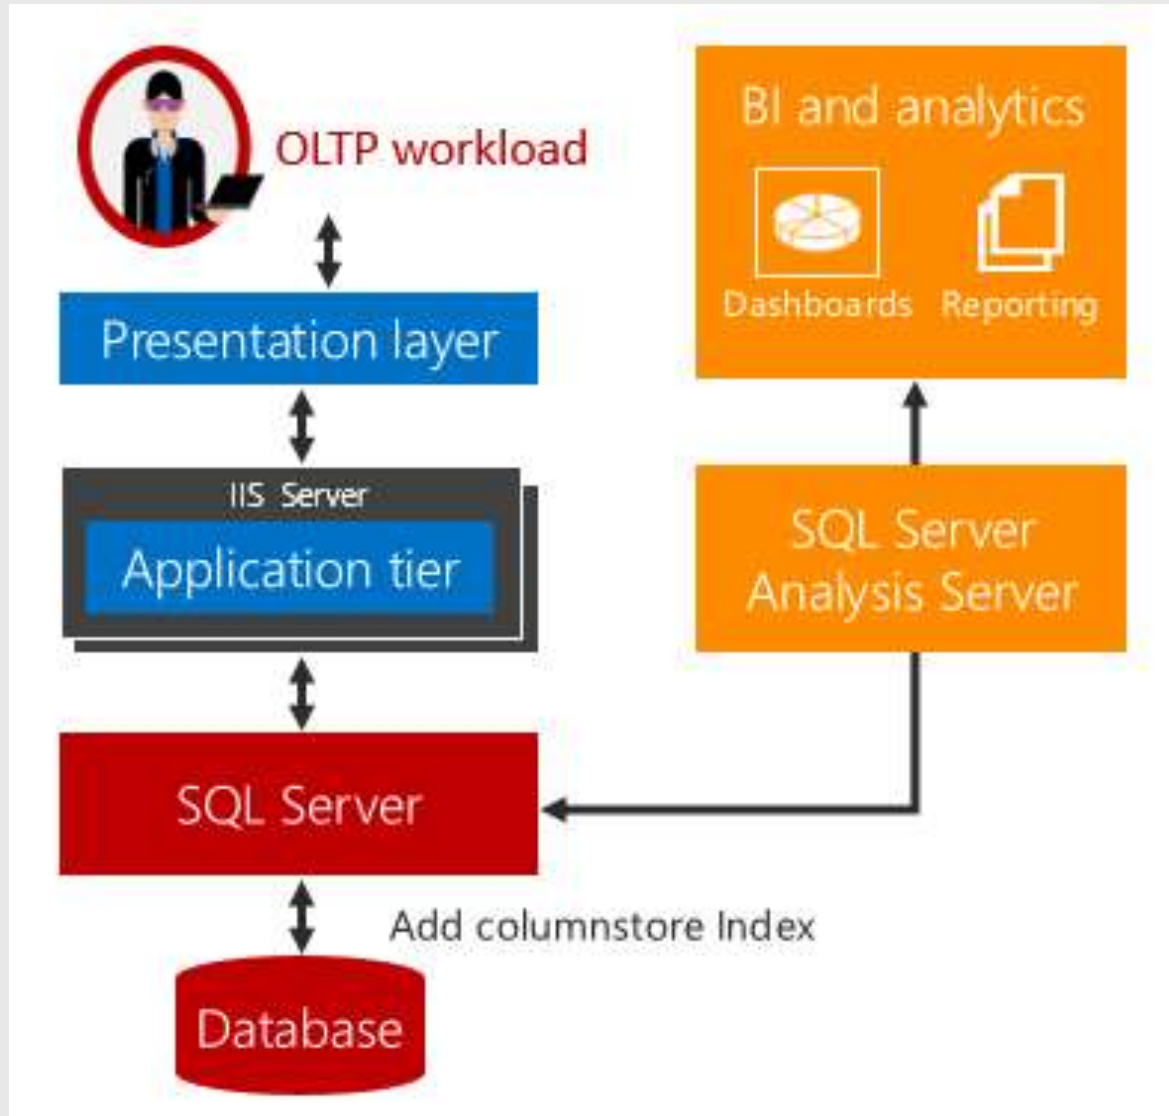 OLTP workload
Presentation layer
IIS Server
Application tier
SQL Server
Add columnstore Index
Database
BI and analytics
Dashboards
Reporting
SQL Server
Analysis Server